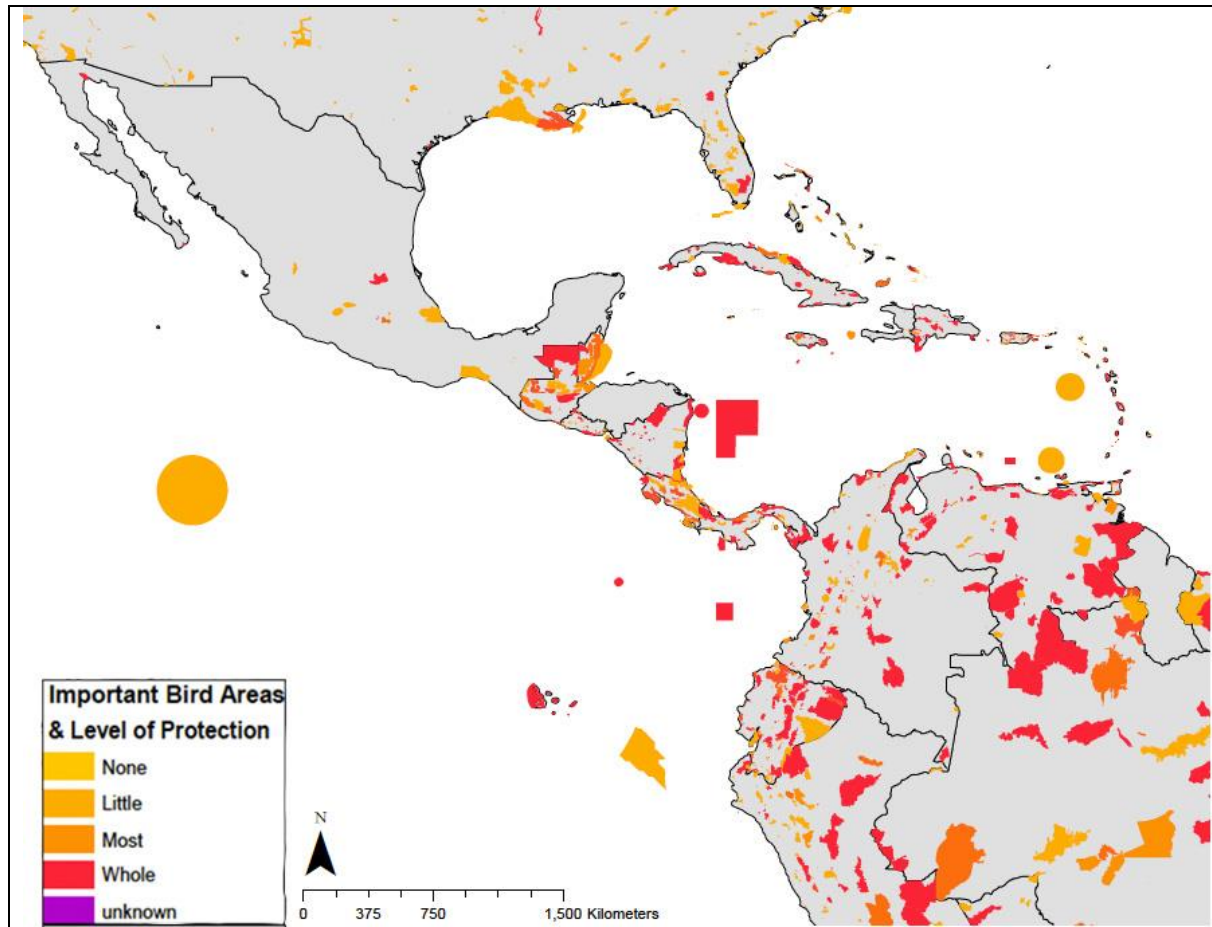 Important Bird Areas
& Level of Protection
None
Little
Most
Whole
unknown
N
0 375 750 1,500 Kilometers